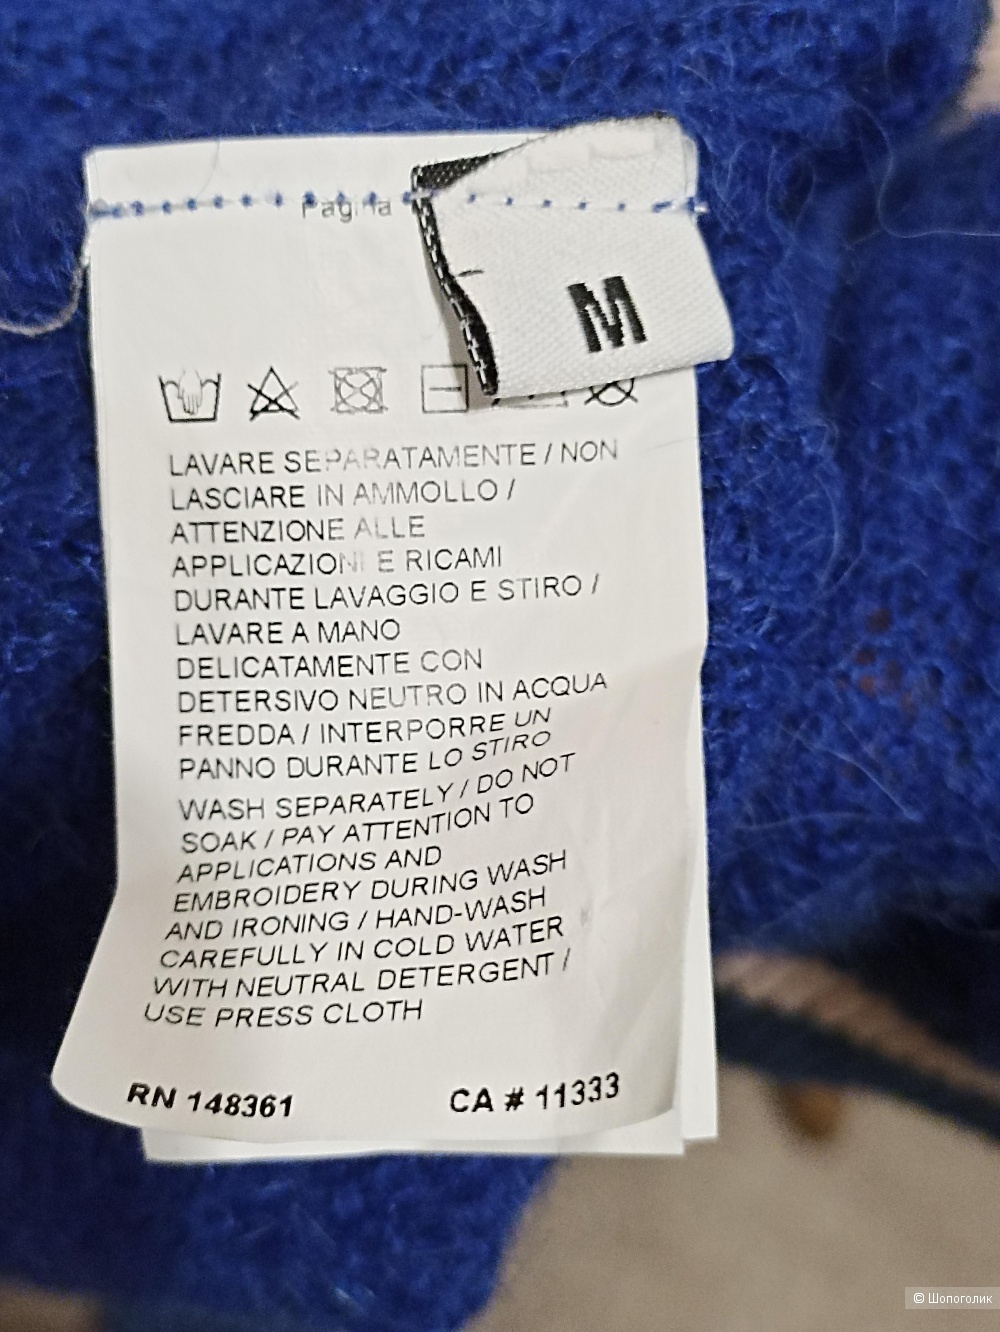 Pagina
M
LAVARE SEPARATAMENTE / NON
LASCIARE IN AMMOLLO /
ATTENZIONE ALLE
APPLICAZIONI E RICAMI
DURANTE LAVAGGIO E STIRO /
LAVARE A MANO
DELICATAMENTE CON
DETERSIVO NEUTRO IN ACQUA
FREDDA / INTERPORRE UN
PANNO DURANTE LO STIRO
WASH SEPARATELY / DO NOT
SOAK / PAY ATTENTION TO
APPLICATIONS AND
EMBROIDERY DURING WASH
AND IRONING / HAND-WASH
CAREFULLY IN COLD WATER
WITH NEUTRAL DETERGENT /
USE PRESS CLOTH
RN 148361 CA # 11333
© Шопоголик